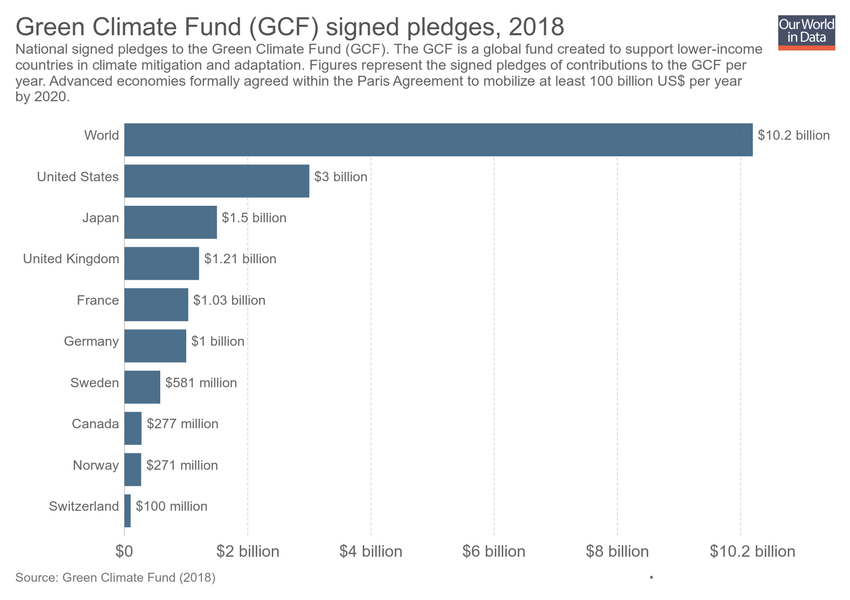 Green Climate Fund (GCF) signed pledges, 2018
Our World
in Data
National signed pledges to the Green Climate Fund (GCF). The GCF is a global fund created to support lower-income
countries in climate mitigation and adaptation. Figures represent the signed pledges of contributions to the GCF per
year. Advanced economies formally agreed within the Paris Agreement to mobilize at least 100 billion US$ per year
by 2020.
World $10.2 billion
United States $3 billion
Japan $1.5 billion
United Kingdom $1.21 billion
France $1.03 billion
Germany $1 billion
Sweden $581 million
Canada $277 million
Norway $271 million
Switzerland $100 million
$0 $2 billion $4 billion $6 billion $8 billion $10.2 billion
Source: Green Climate Fund (2018) •